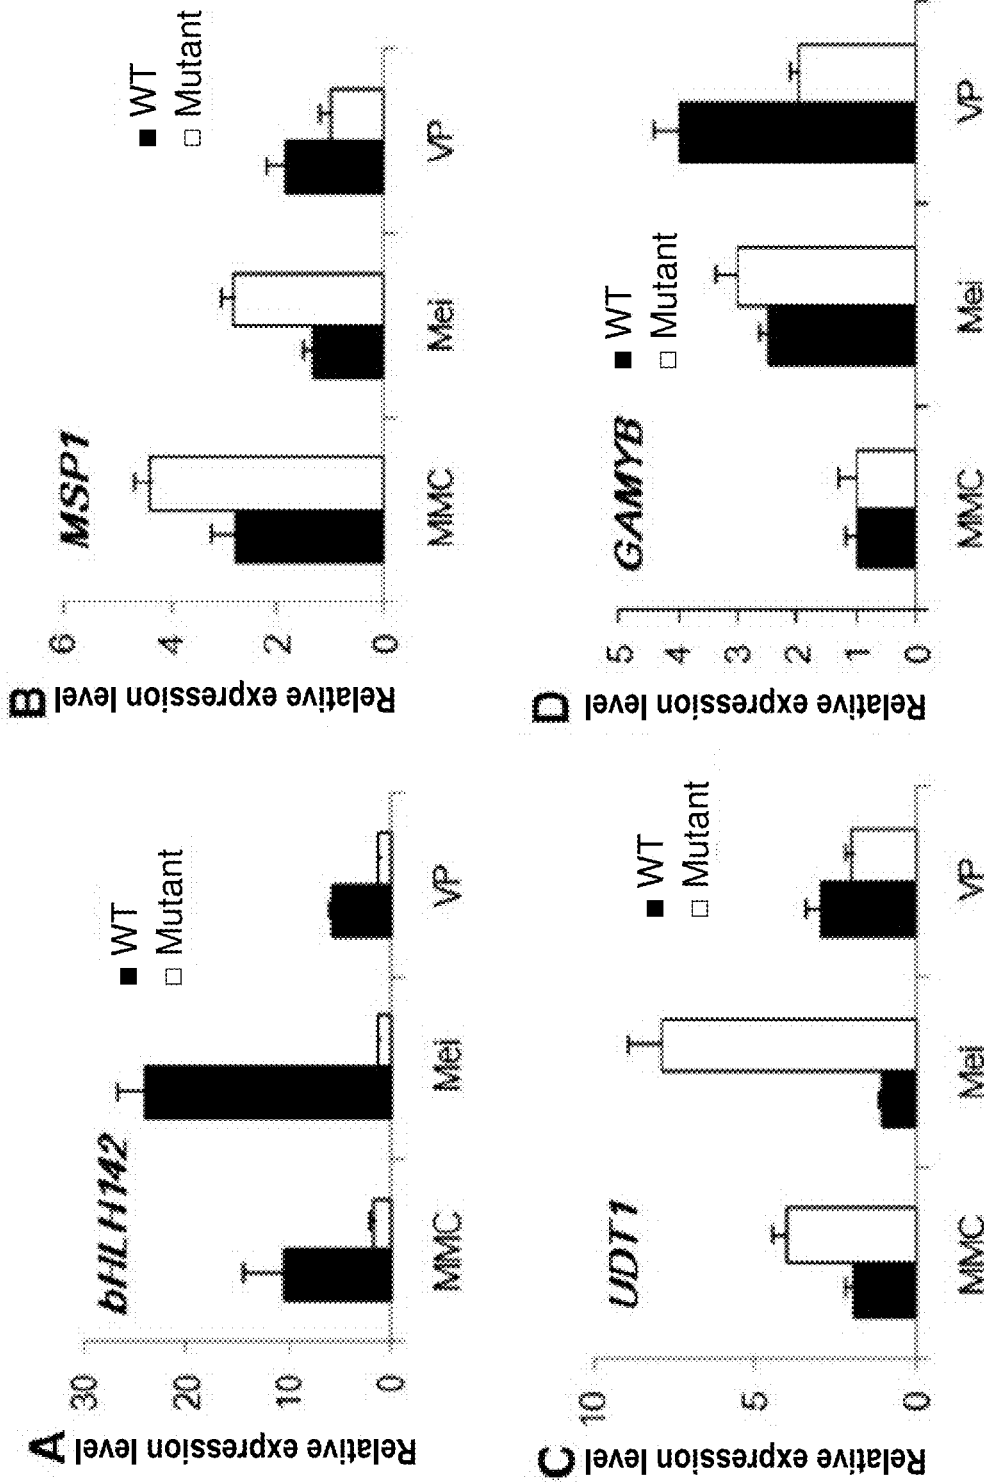 A
bHLH142
WT
Mutant
Relative expression level
30
20
10
0
MMC
Mei
VP
B
MSP1
WT
Mutant
Relative expression level
6
4
2
0
MMC
Mei
VP
C
UDT1
WT
Mutant
Relative expression level
10
5
0
MMC
Mei
VP
D
GAMYB
WT
Mutant
Relative expression level
5
4
3
2
1
0
MMC
Mei
VP